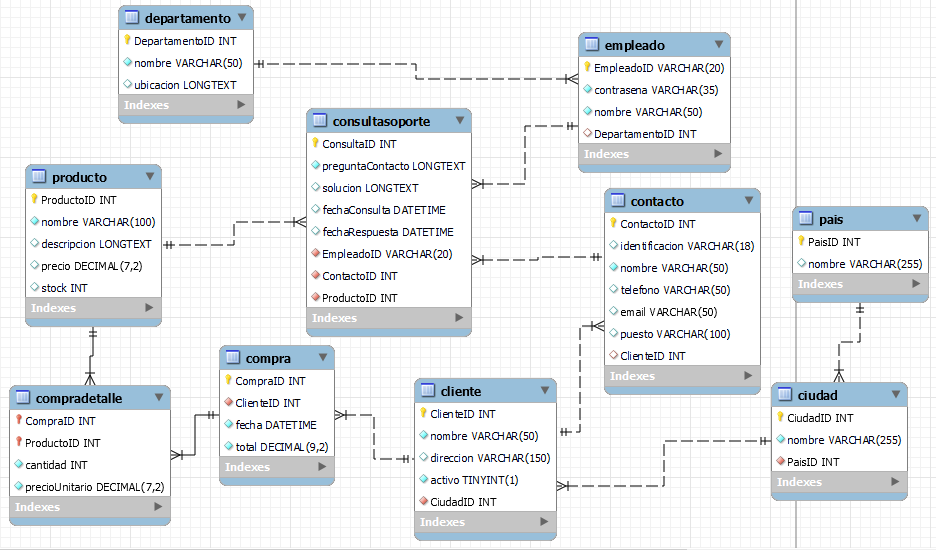 departamento
DepartamentoID INT
nombre VARCHAR(50)
ubicacion LONGTEXT
Indexes
empleado
EmpleadoID VARCHAR(20)
contrasena VARCHAR(35)
nombre VARCHAR(50)
DepartamentoID INT
Indexes
consultasoporte
ConsultaID INT
preguntaContacto LONGTEXT
solucion LONGTEXT
fechaConsulta DATETIME
fechaRespuesta DATETIME
EmpleadoID VARCHAR(20)
ContactoID INT
ProductoID INT
Indexes
producto
ProductoID INT
nombre VARCHAR(100)
descripcion LONGTEXT
precio DECIMAL(7,2)
stock INT
Indexes
contacto
ContactoID INT
identificacion VARCHAR(18)
nombre VARCHAR(50)
telefono VARCHAR(50)
email VARCHAR(50)
puesto VARCHAR(100)
ClienteID INT
Indexes
pais
PaisID INT
nombre VARCHAR(255)
Indexes
compradetalle
CompraID INT
ProductoID INT
cantidad INT
precioUnitario DECIMAL(7,2)
Indexes
compra
CompraID INT
ClienteID INT
fecha DATETIME
total DECIMAL(9,2)
Indexes
cliente
ClienteID INT
nombre VARCHAR(50)
direccion VARCHAR(150)
activo TINYINT(1)
CiudadID INT
Indexes
ciudad
CiudadID INT
nombre VARCHAR(255)
PaisID INT
Indexes